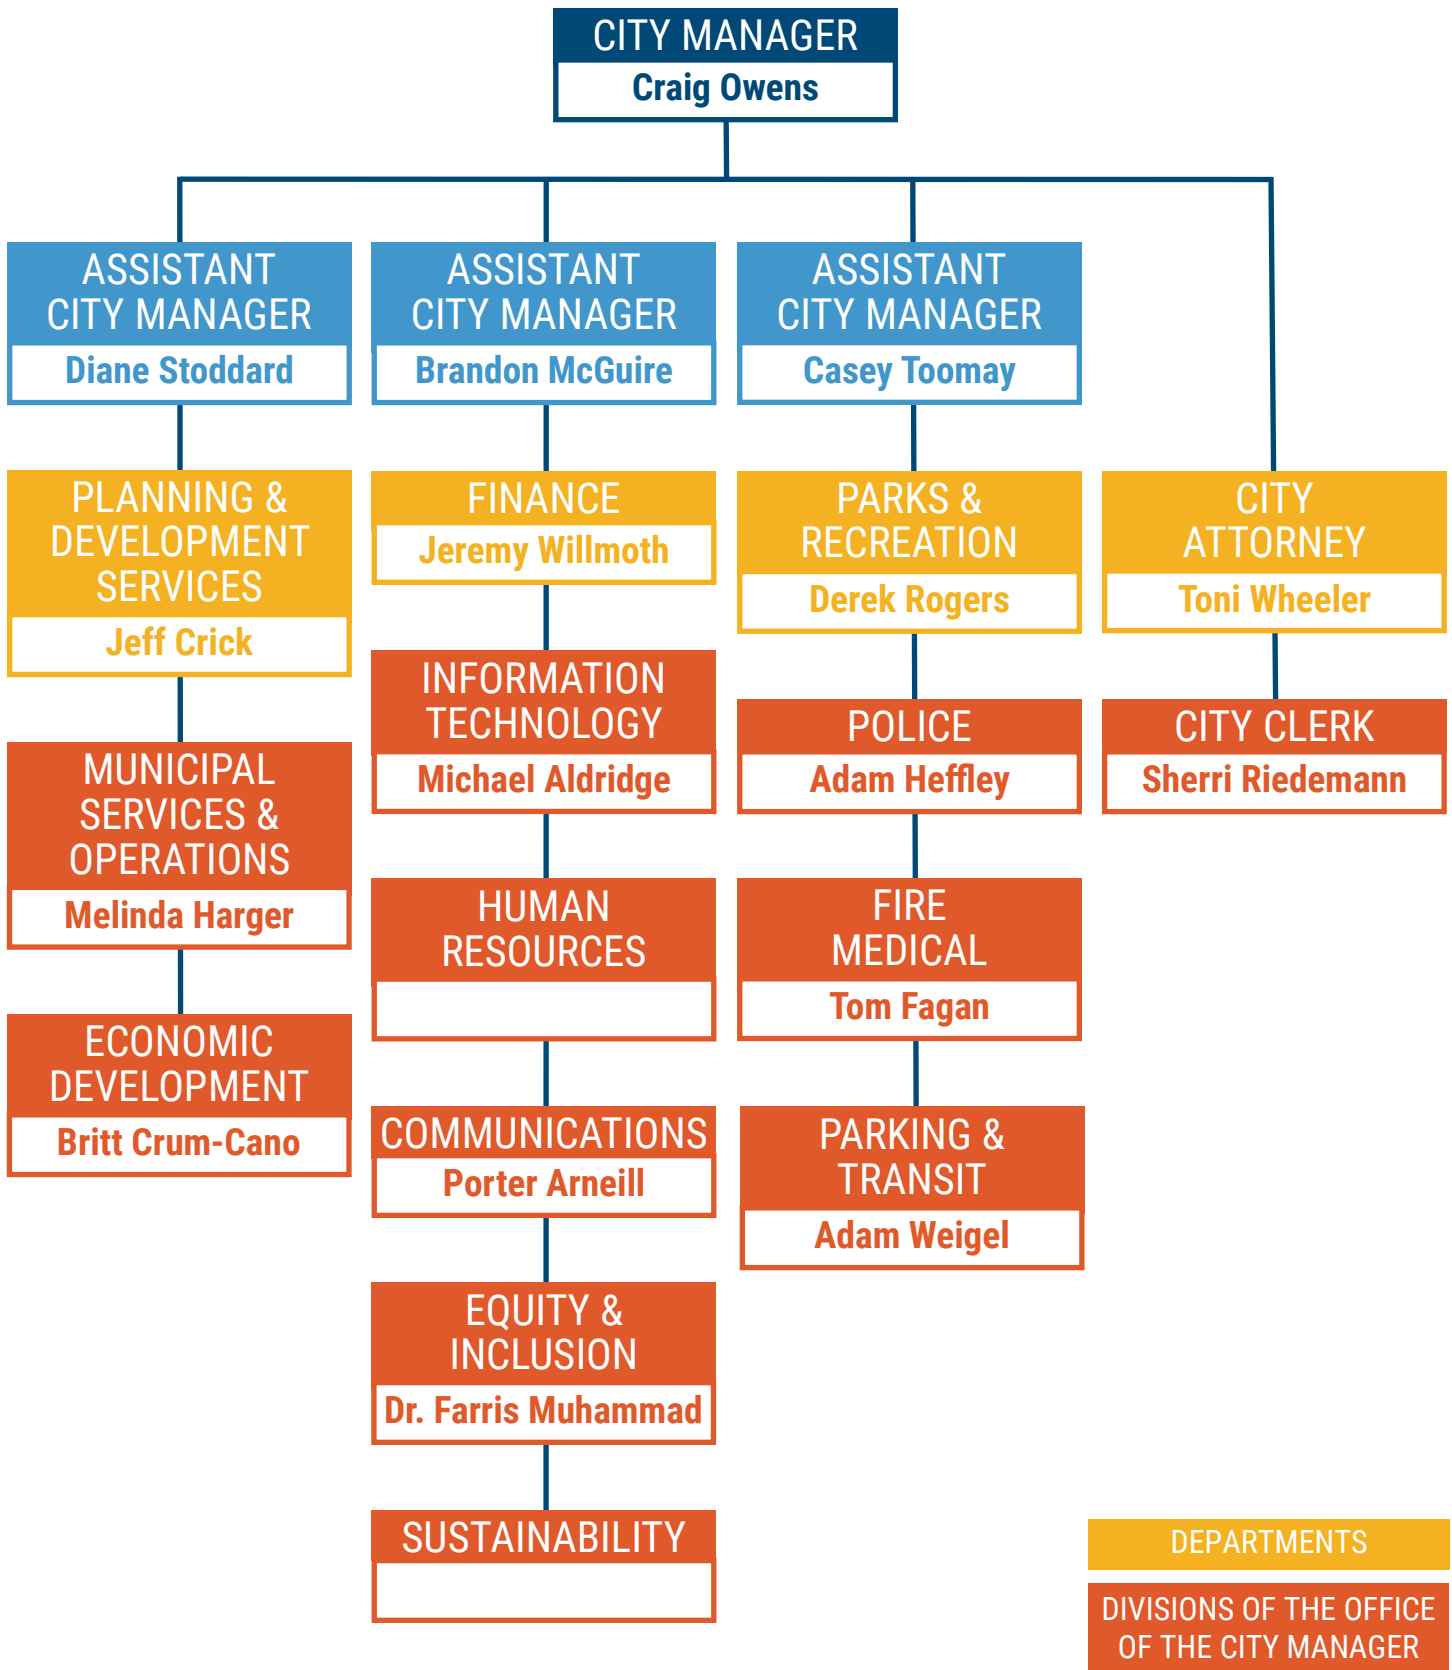 CITY MANAGER
Craig Owens
ASSISTANT
CITY MANAGER
Diane Stoddard
ASSISTANT
CITY MANAGER
Brandon McGuire
ASSISTANT
CITY MANAGER
Casey Toomay
PLANNING &
DEVELOPMENT
SERVICES
Jeff Crick
MUNICIPAL
SERVICES &
OPERATIONS
Melinda Harger
ECONOMIC
DEVELOPMENT
Britt Crum-Cano
FINANCE
Jeremy Willmoth
INFORMATION
TECHNOLOGY
Michael Aldridge
HUMAN
RESOURCES
COMMUNICATIONS
Porter Arneill
EQUITY &
INCLUSION
Dr. Farris Muhammad
SUSTAINABILITY
PARKS &
RECREATION
Derek Rogers
POLICE
Adam Heffley
FIRE
MEDICAL
Tom Fagan
PARKING &
TRANSIT
Adam Weigel
CITY
ATTORNEY
Toni Wheeler
CITY CLERK
Sherri Riedemann
DEPARTMENTS
DIVISIONS OF THE OFFICE
OF THE CITY MANAGER